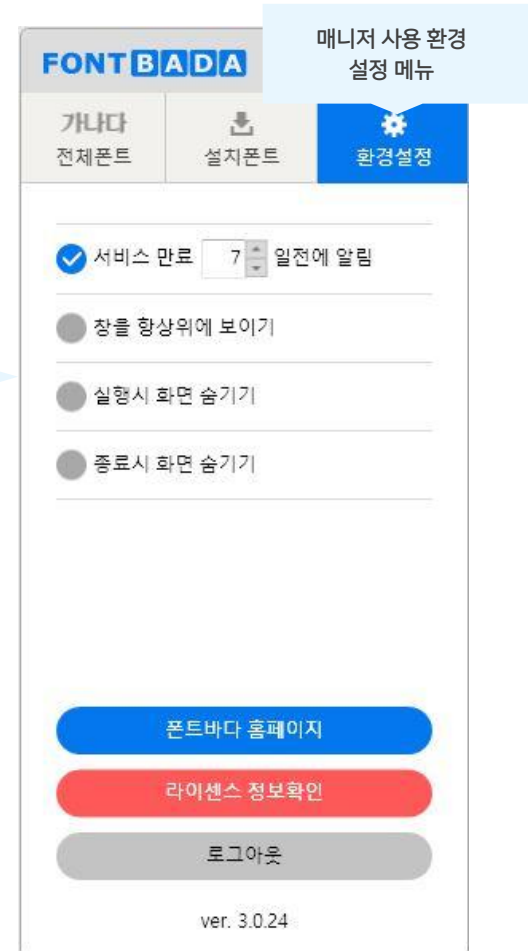 매니저 사용 환경
설정 메뉴
FONTBADA
가나다
전체폰트
설치폰트
환경설정
서비스 만료 7 일전에 알림
창을 항상위에 보이기
실행시 화면 숨기기
종료시 화면 숨기기
폰트바다 홈페이지
라이센스 정보확인
로그아웃
ver. 3.0.24